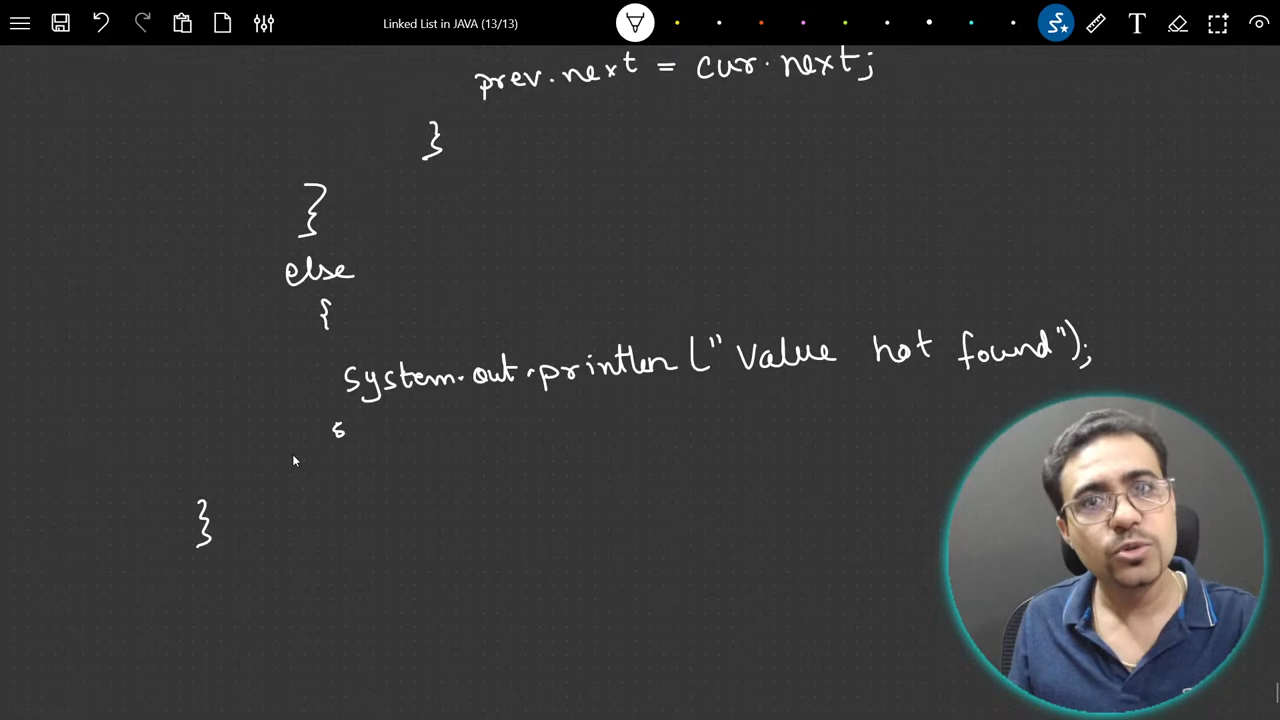 Linked List in JAVA (13/13)
T
prev.next = cur.next;
}
}
else
{
system.out.println("Value not found");
}